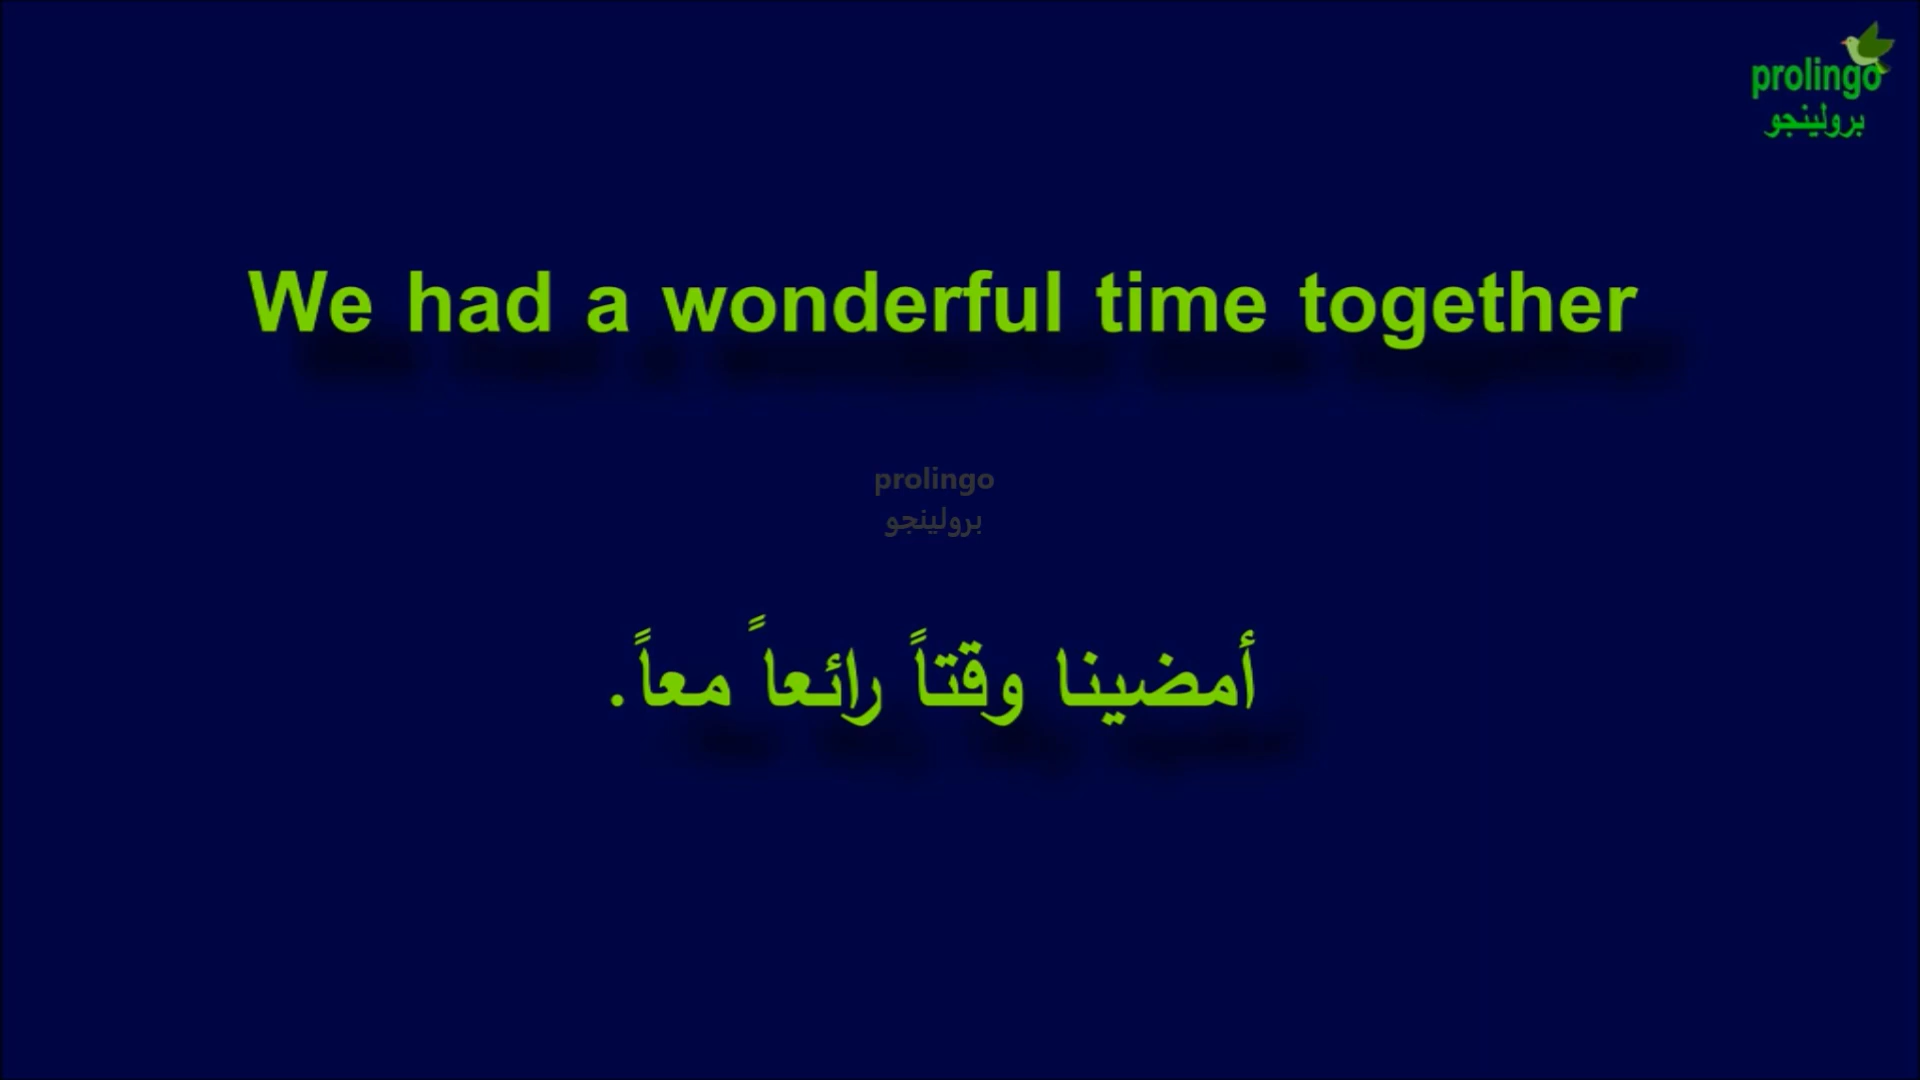 prolingo
برولينجو
We had a wonderful time together
prolingo
برولينجو
أمضينا وقتاً رائعاً معاً.